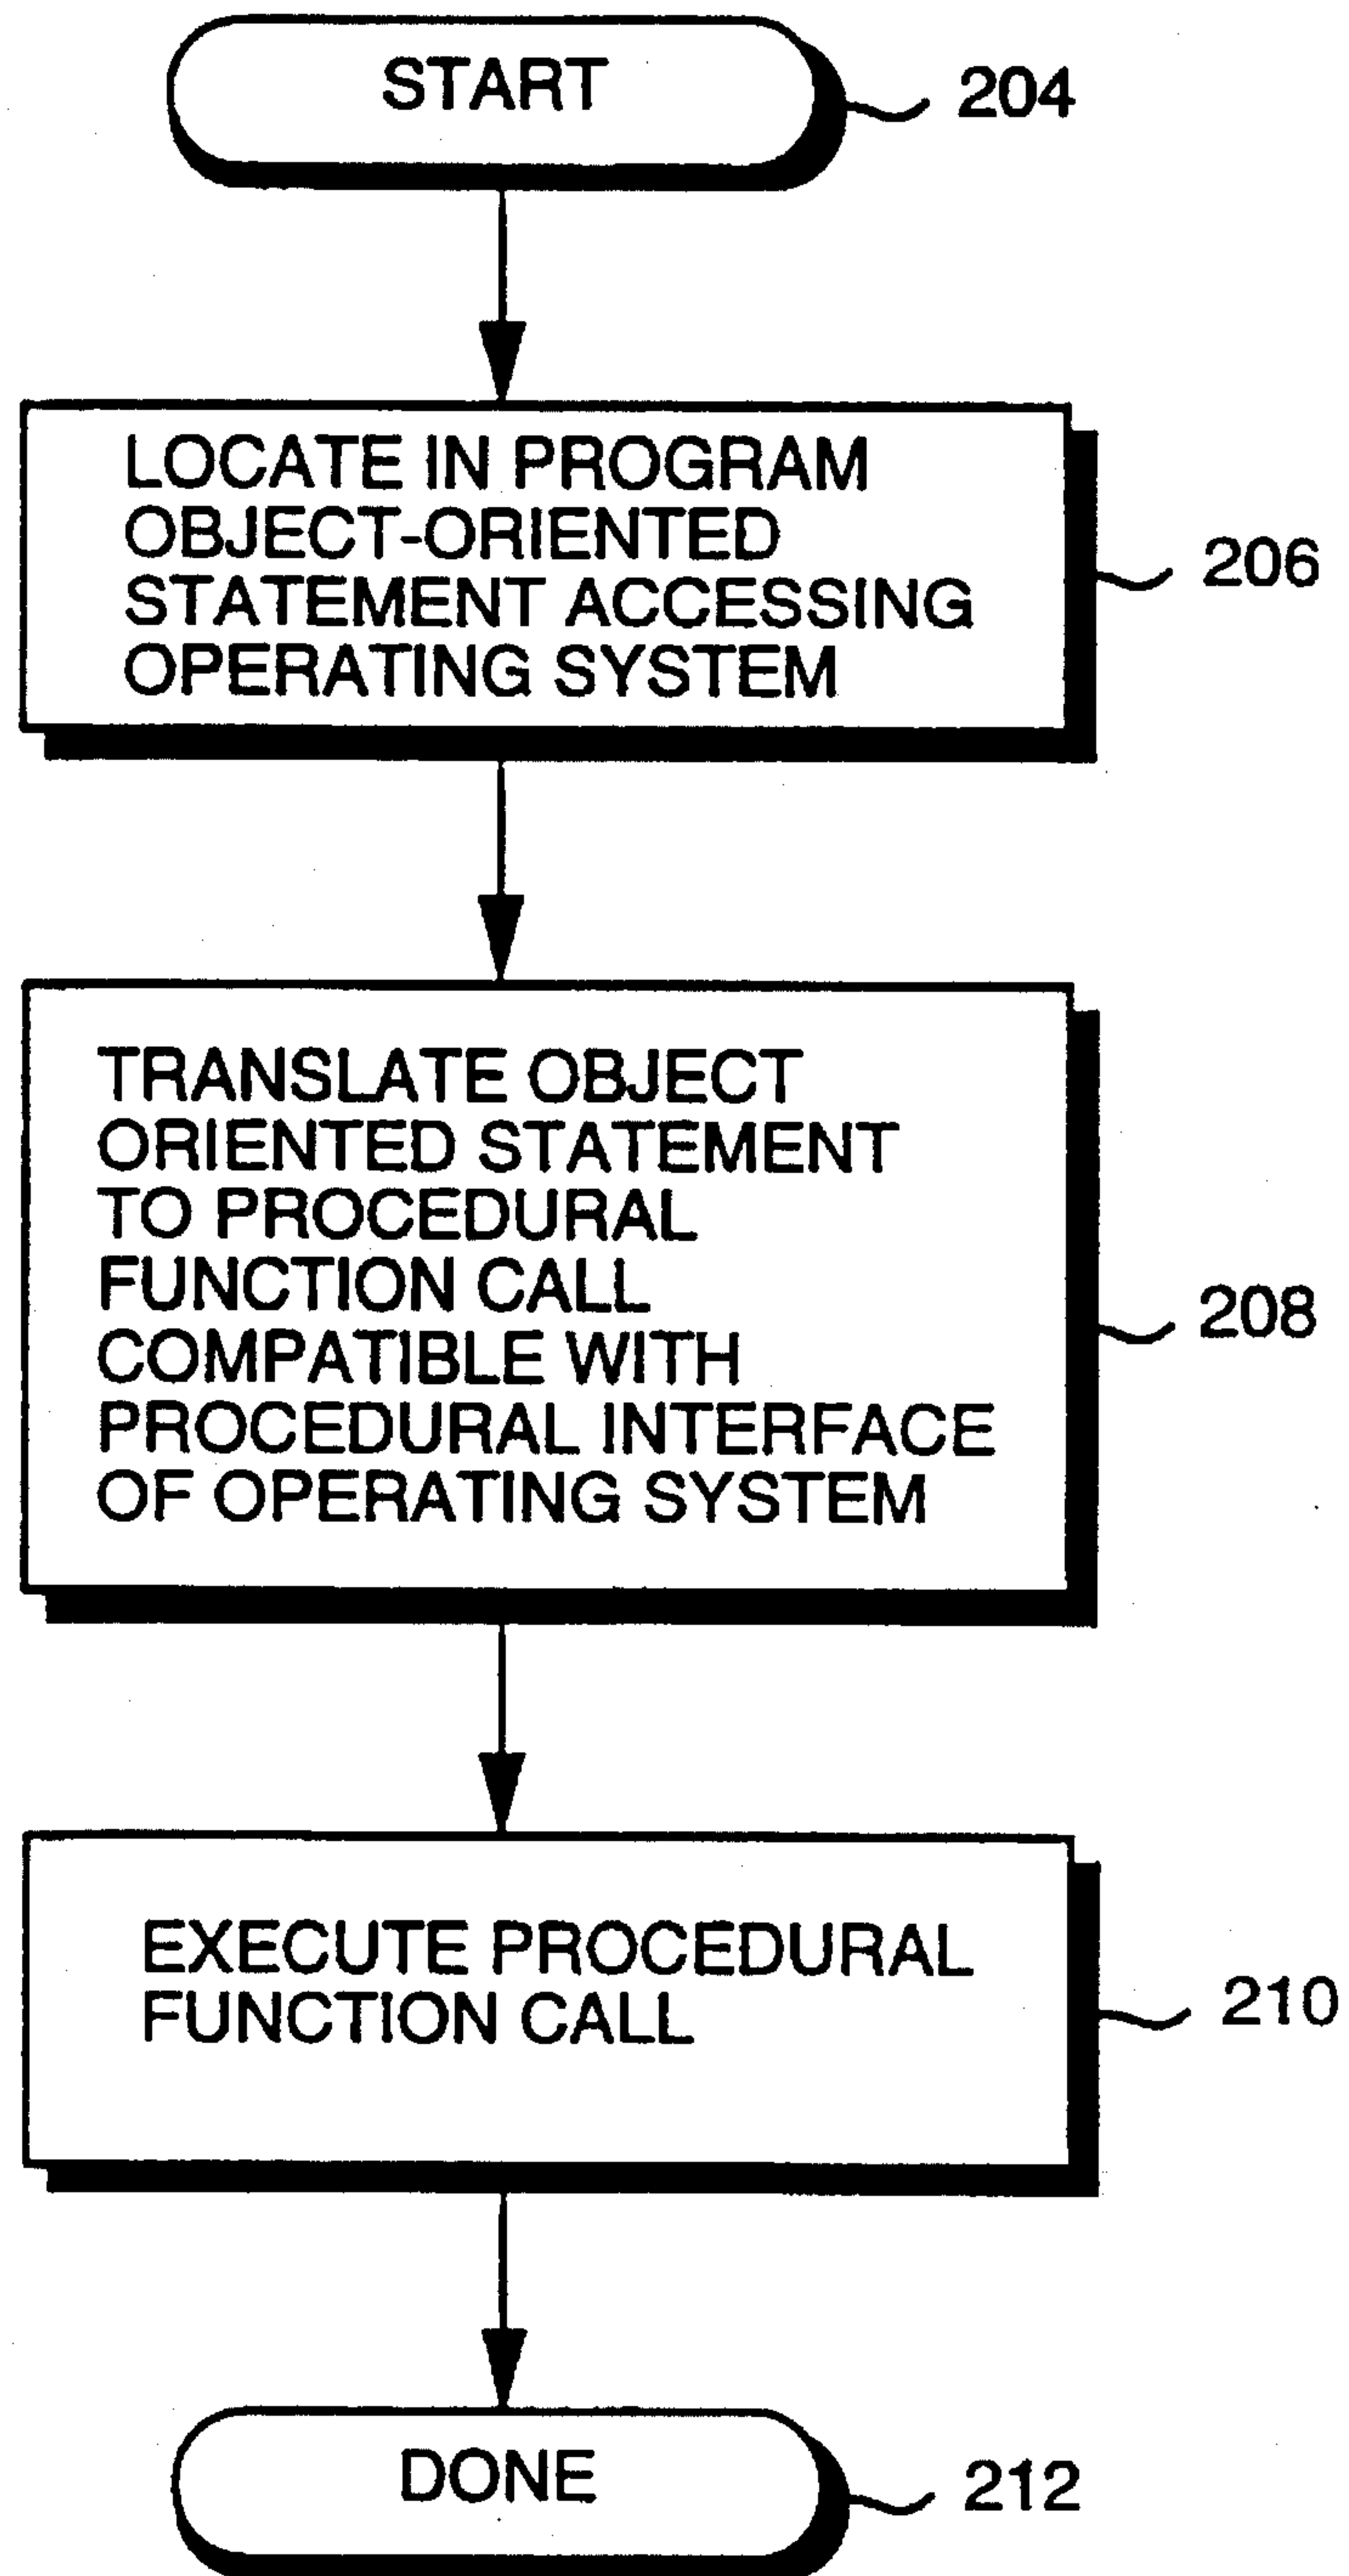 START
204
LOCATE IN PROGRAM
OBJECT-ORIENTED
STATEMENT ACCESSING
OPERATING SYSTEM
206
TRANSLATE OBJECT
ORIENTED STATEMENT
TO PROCEDURAL
FUNCTION CALL
COMPATIBLE WITH
PROCEDURAL INTERFACE
OF OPERATING SYSTEM
208
EXECUTE PROCEDURAL
FUNCTION CALL
210
DONE
212